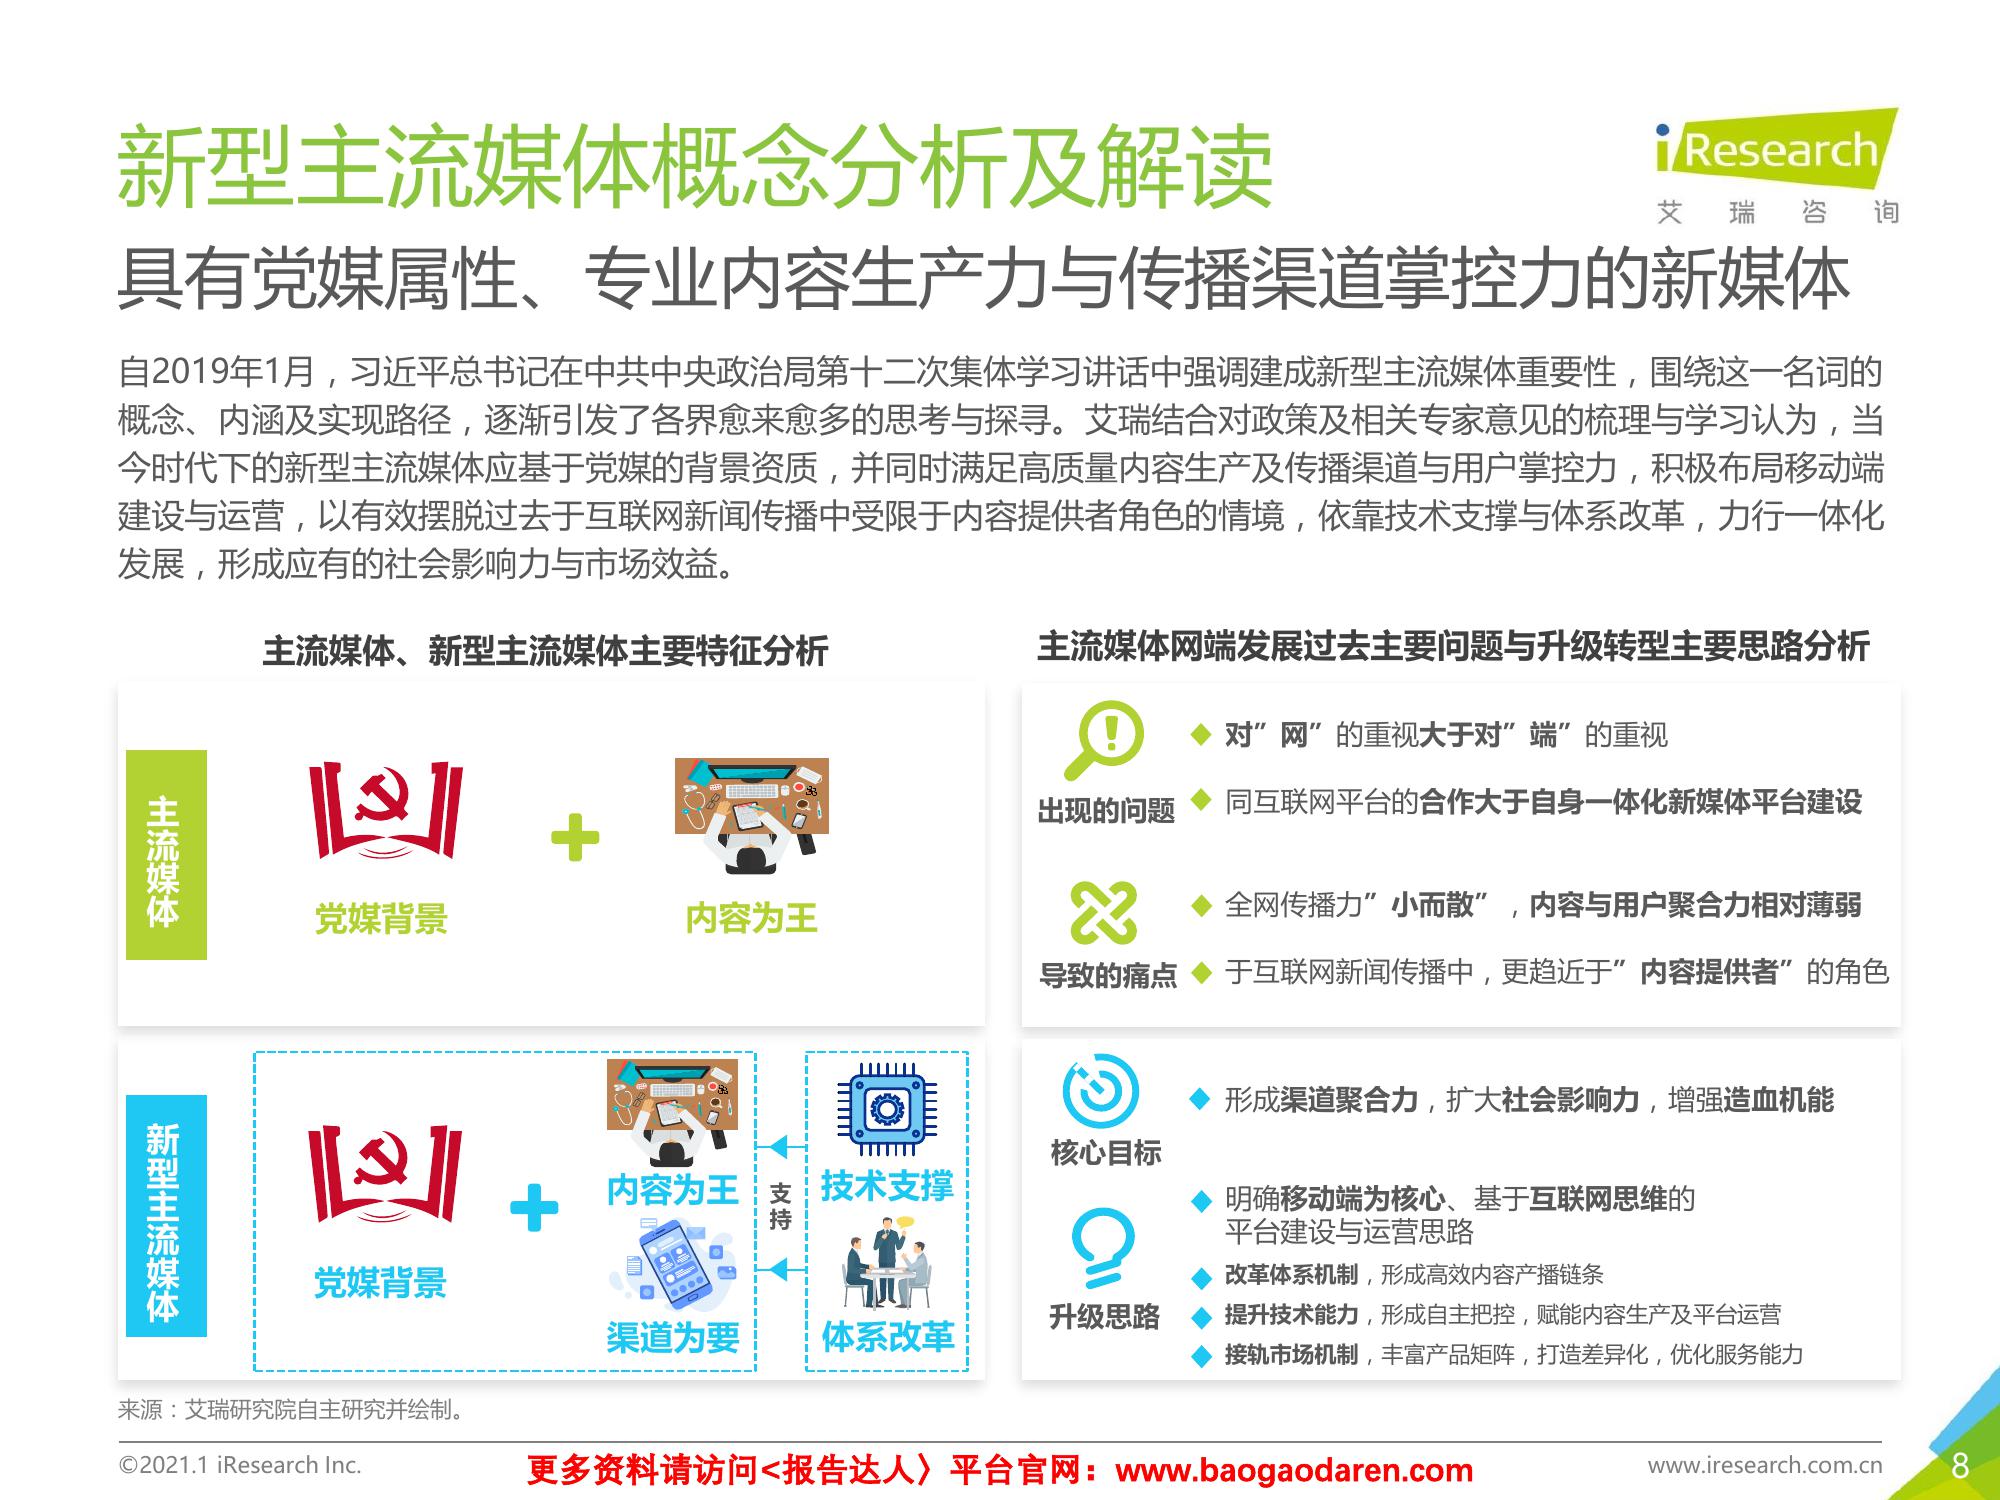 新型主流媒体概念分析及解读
iResearch
艾瑞咨询
具有党媒属性、专业内容生产力与传播渠道掌控力的新媒体
自2019年1月，习近平总书记在中共中央政治局第十二次集体学习讲话中强调建成新型主流媒体重要性，围绕这一名词的
概念、内涵及实现路径，逐渐引发了各界愈来愈多的思考与探寻。艾瑞结合对政策及相关专家意见的梳理与学习认为，当
今时代下的新型主流媒体应基于党媒的背景资质，并同时满足高质量内容生产及传播渠道与用户掌控力，积极布局移动端
建设与运营，以有效摆脱过去于互联网新闻传播中受限于内容提供者角色的情境，依靠技术支撑与体系改革，力行一体化
发展，形成应有的社会影响力与市场效益。
主流媒体、新型主流媒体主要特征分析
主流媒体
党媒背景
内容为王
新型主流媒体
党媒背景
内容为王
渠道为要
支持
技术支撑
体系改革
主流媒体网端发展过去主要问题与升级转型主要思路分析
出现的问题
对”网”的重视大于对”端”的重视
同互联网平台的合作大于自身一体化新媒体平台建设
导致的痛点
全网传播力”小而散”，内容与用户聚合力相对薄弱
于互联网新闻传播中，更趋近于”内容提供者”的角色
核心目标
形成渠道聚合力，扩大社会影响力，增强造血机能
升级思路
明确移动端为核心、基于互联网思维的
平台建设与运营思路
改革体系机制，形成高效内容产播链条
提升技术能力，形成自主把控，赋能内容生产及平台运营
接轨市场机制，丰富产品矩阵，打造差异化，优化服务能力
来源：艾瑞研究院自主研究并绘制。
©2021.1 iResearch Inc.
更多资料请访问<报告达人〉平台官网：www.baogaodaren.com
www.iresearch.com.cn
8